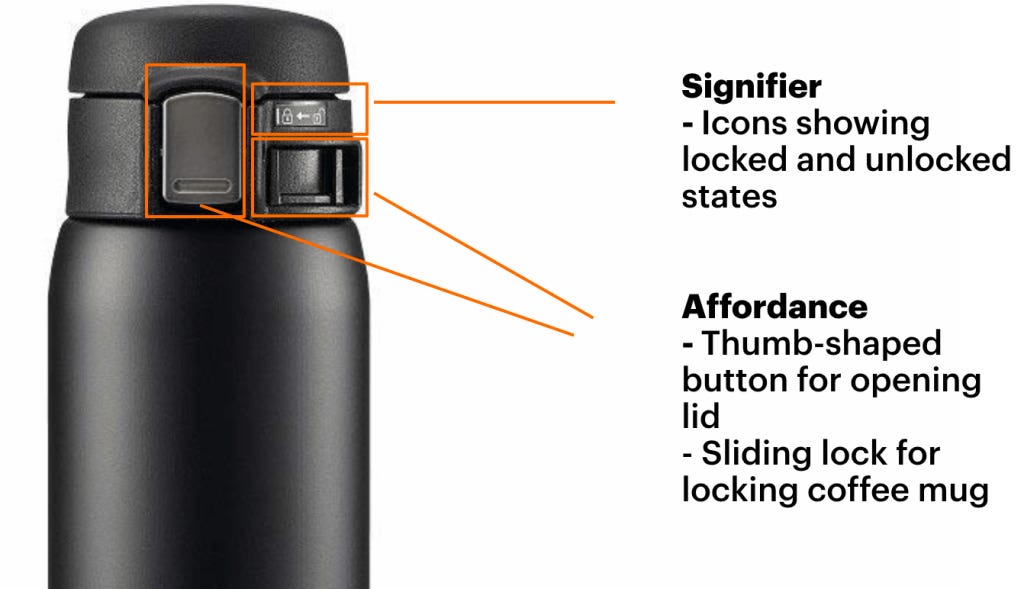 Signifier
- Icons showing
locked and unlocked
states
Affordance
- Thumb-shaped
button for opening
lid
- Sliding lock for
locking coffee mug